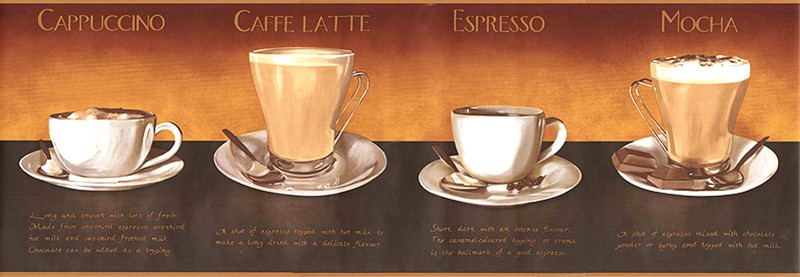 CAPPUCCINO
Long and smooth with lots of froth.
Made from one-third espresso, one-third
hot milk and one-third frothed milk.
Chocolate can be added as a topping.
CAFFE LATTE
A shot of espresso topped with hot milk to
make a long drink with a delicate flavour.
ESPRESSO
Short, dark with an intense flavour.
The caramel-coloured topping or crema
is the hallmark of a good espresso.
MOCHA
A shot of espresso mixed with chocolate
powder or syrup and topped with hot milk.